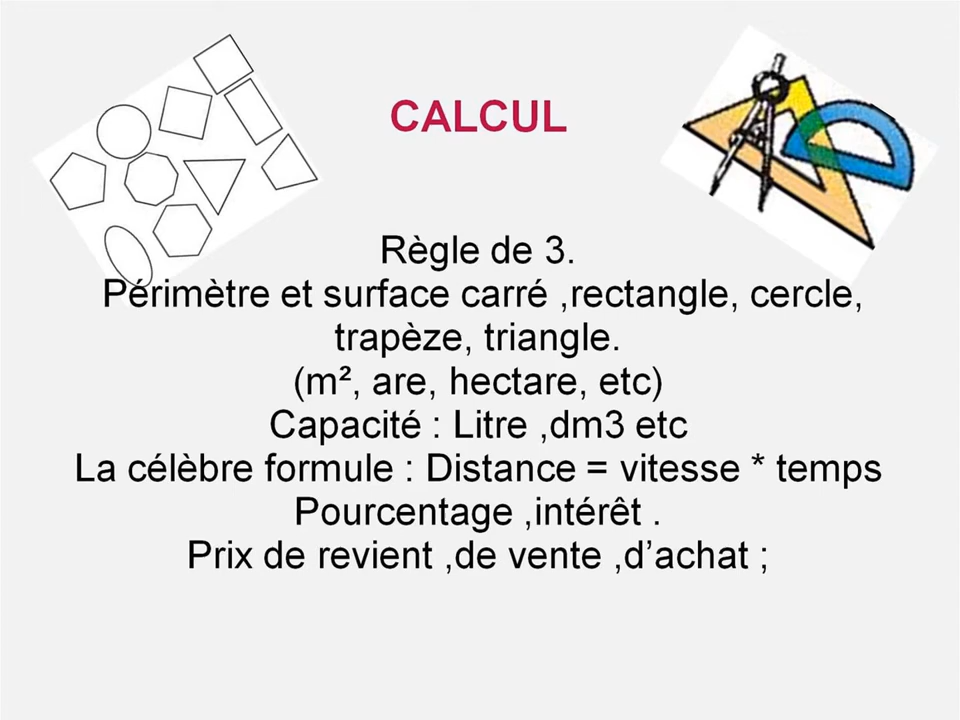 CALCUL
Règle de 3.
Périmètre et surface carré ,rectangle, cercle,
trapèze, triangle.
(m², are, hectare, etc)
Capacité : Litre ,dm3 etc
La célèbre formule : Distance = vitesse * temps
Pourcentage ,intérêt .
Prix de revient ,de vente ,d’achat ;